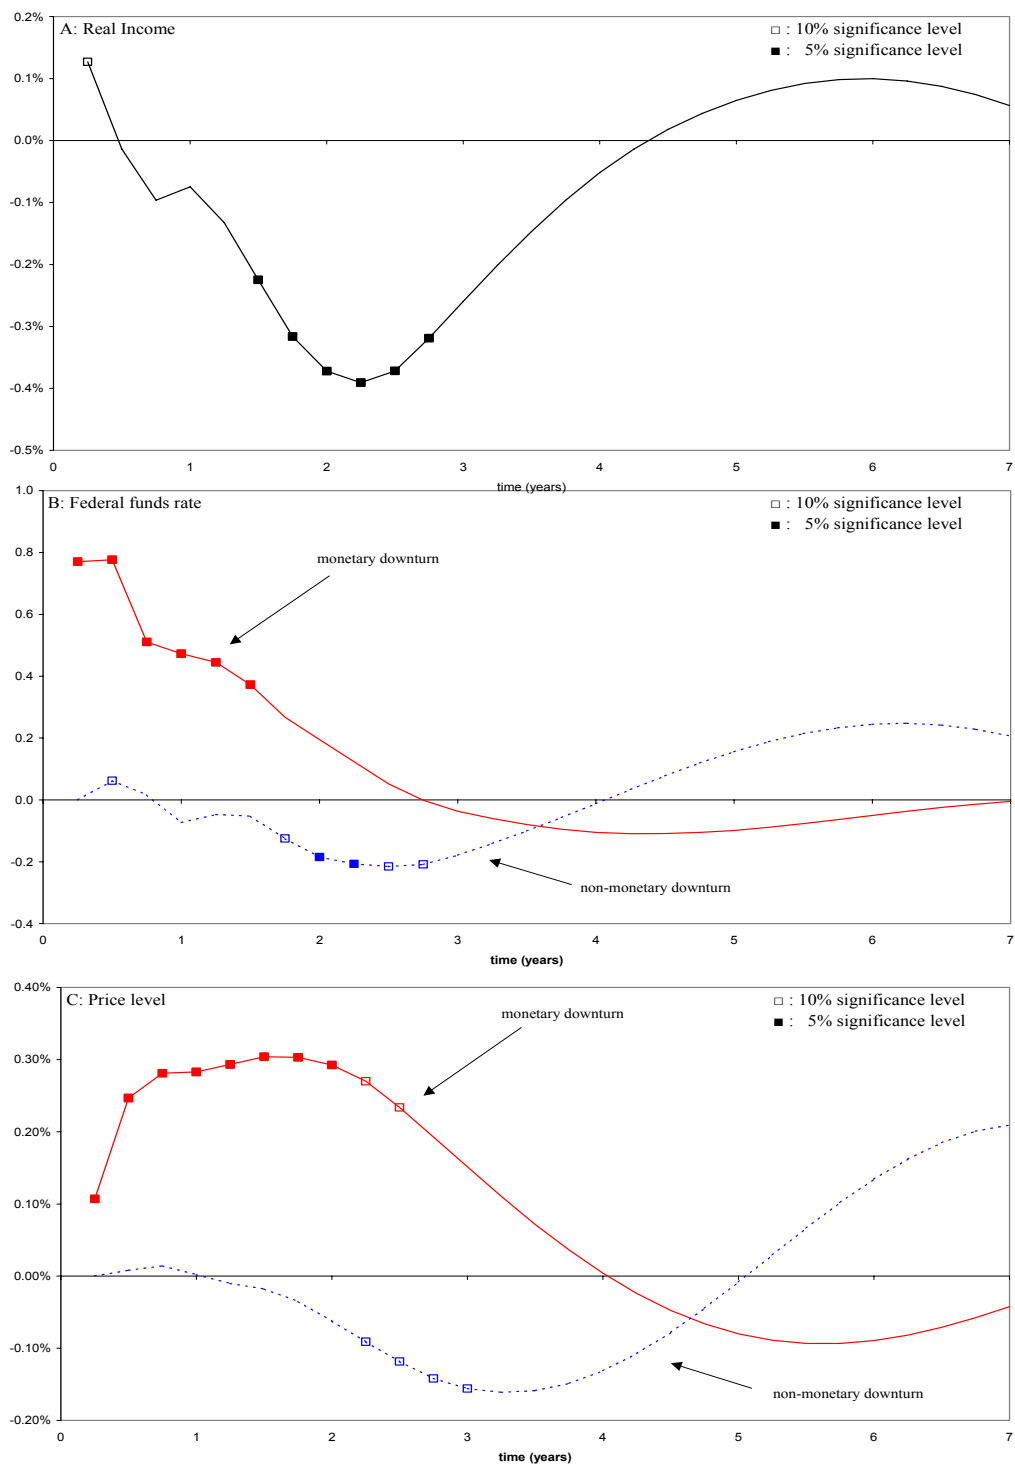 0.2%
A: Real Income
□ : 10% significance level
■ : 5% significance level
0.1%
0.0%
-0.1%
-0.2%
-0.3%
-0.4%
-0.5%
0 1 2 3 4 5 6 7
time (years)
1.0
B: Federal funds rate
□ : 10% significance level
■ : 5% significance level
0.8
monetary downturn
0.6
0.4
0.2
0.0
-0.2
non-monetary downturn
-0.4
0 1 2 3 4 5 6 7
time (years)
0.40%
C: Price level
□ : 10% significance level
monetary downturn
■ : 5% significance level
0.30%
0.20%
0.10%
0.00%
-0.10%
non-monetary downturn
-0.20%
0 1 2 3 4 5 6 7
time (years)